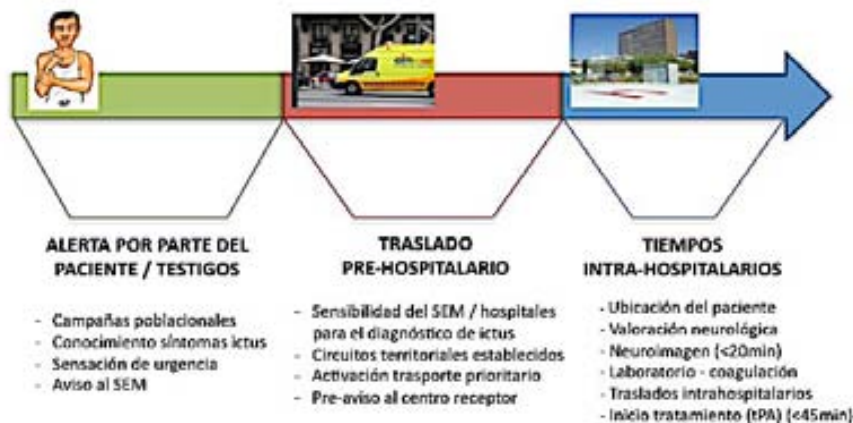 ALERTA POR PARTE DEL
PACIENTE / TESTIGOS
- Campañas poblacionales
- Conocimiento síntomas ictus
- Sensación de urgencia
- Aviso al SEM
TRASLADO
PRE-HOSPITALARIO
- Sensibilidad del SEM / hospitales
para el diagnóstico de ictus
- Circuitos territoriales establecidos
- Activación trasporte prioritario
- Pre-aviso al centro receptor
TIEMPOS
INTRA-HOSPITALARIOS
- Ubicación del paciente
- Valoración neurológica
- Neuroimagen (<20min)
- Laboratorio - coagulación
- Traslados intrahospitalarios
- Inicio tratamiento (tPA) (<45min)